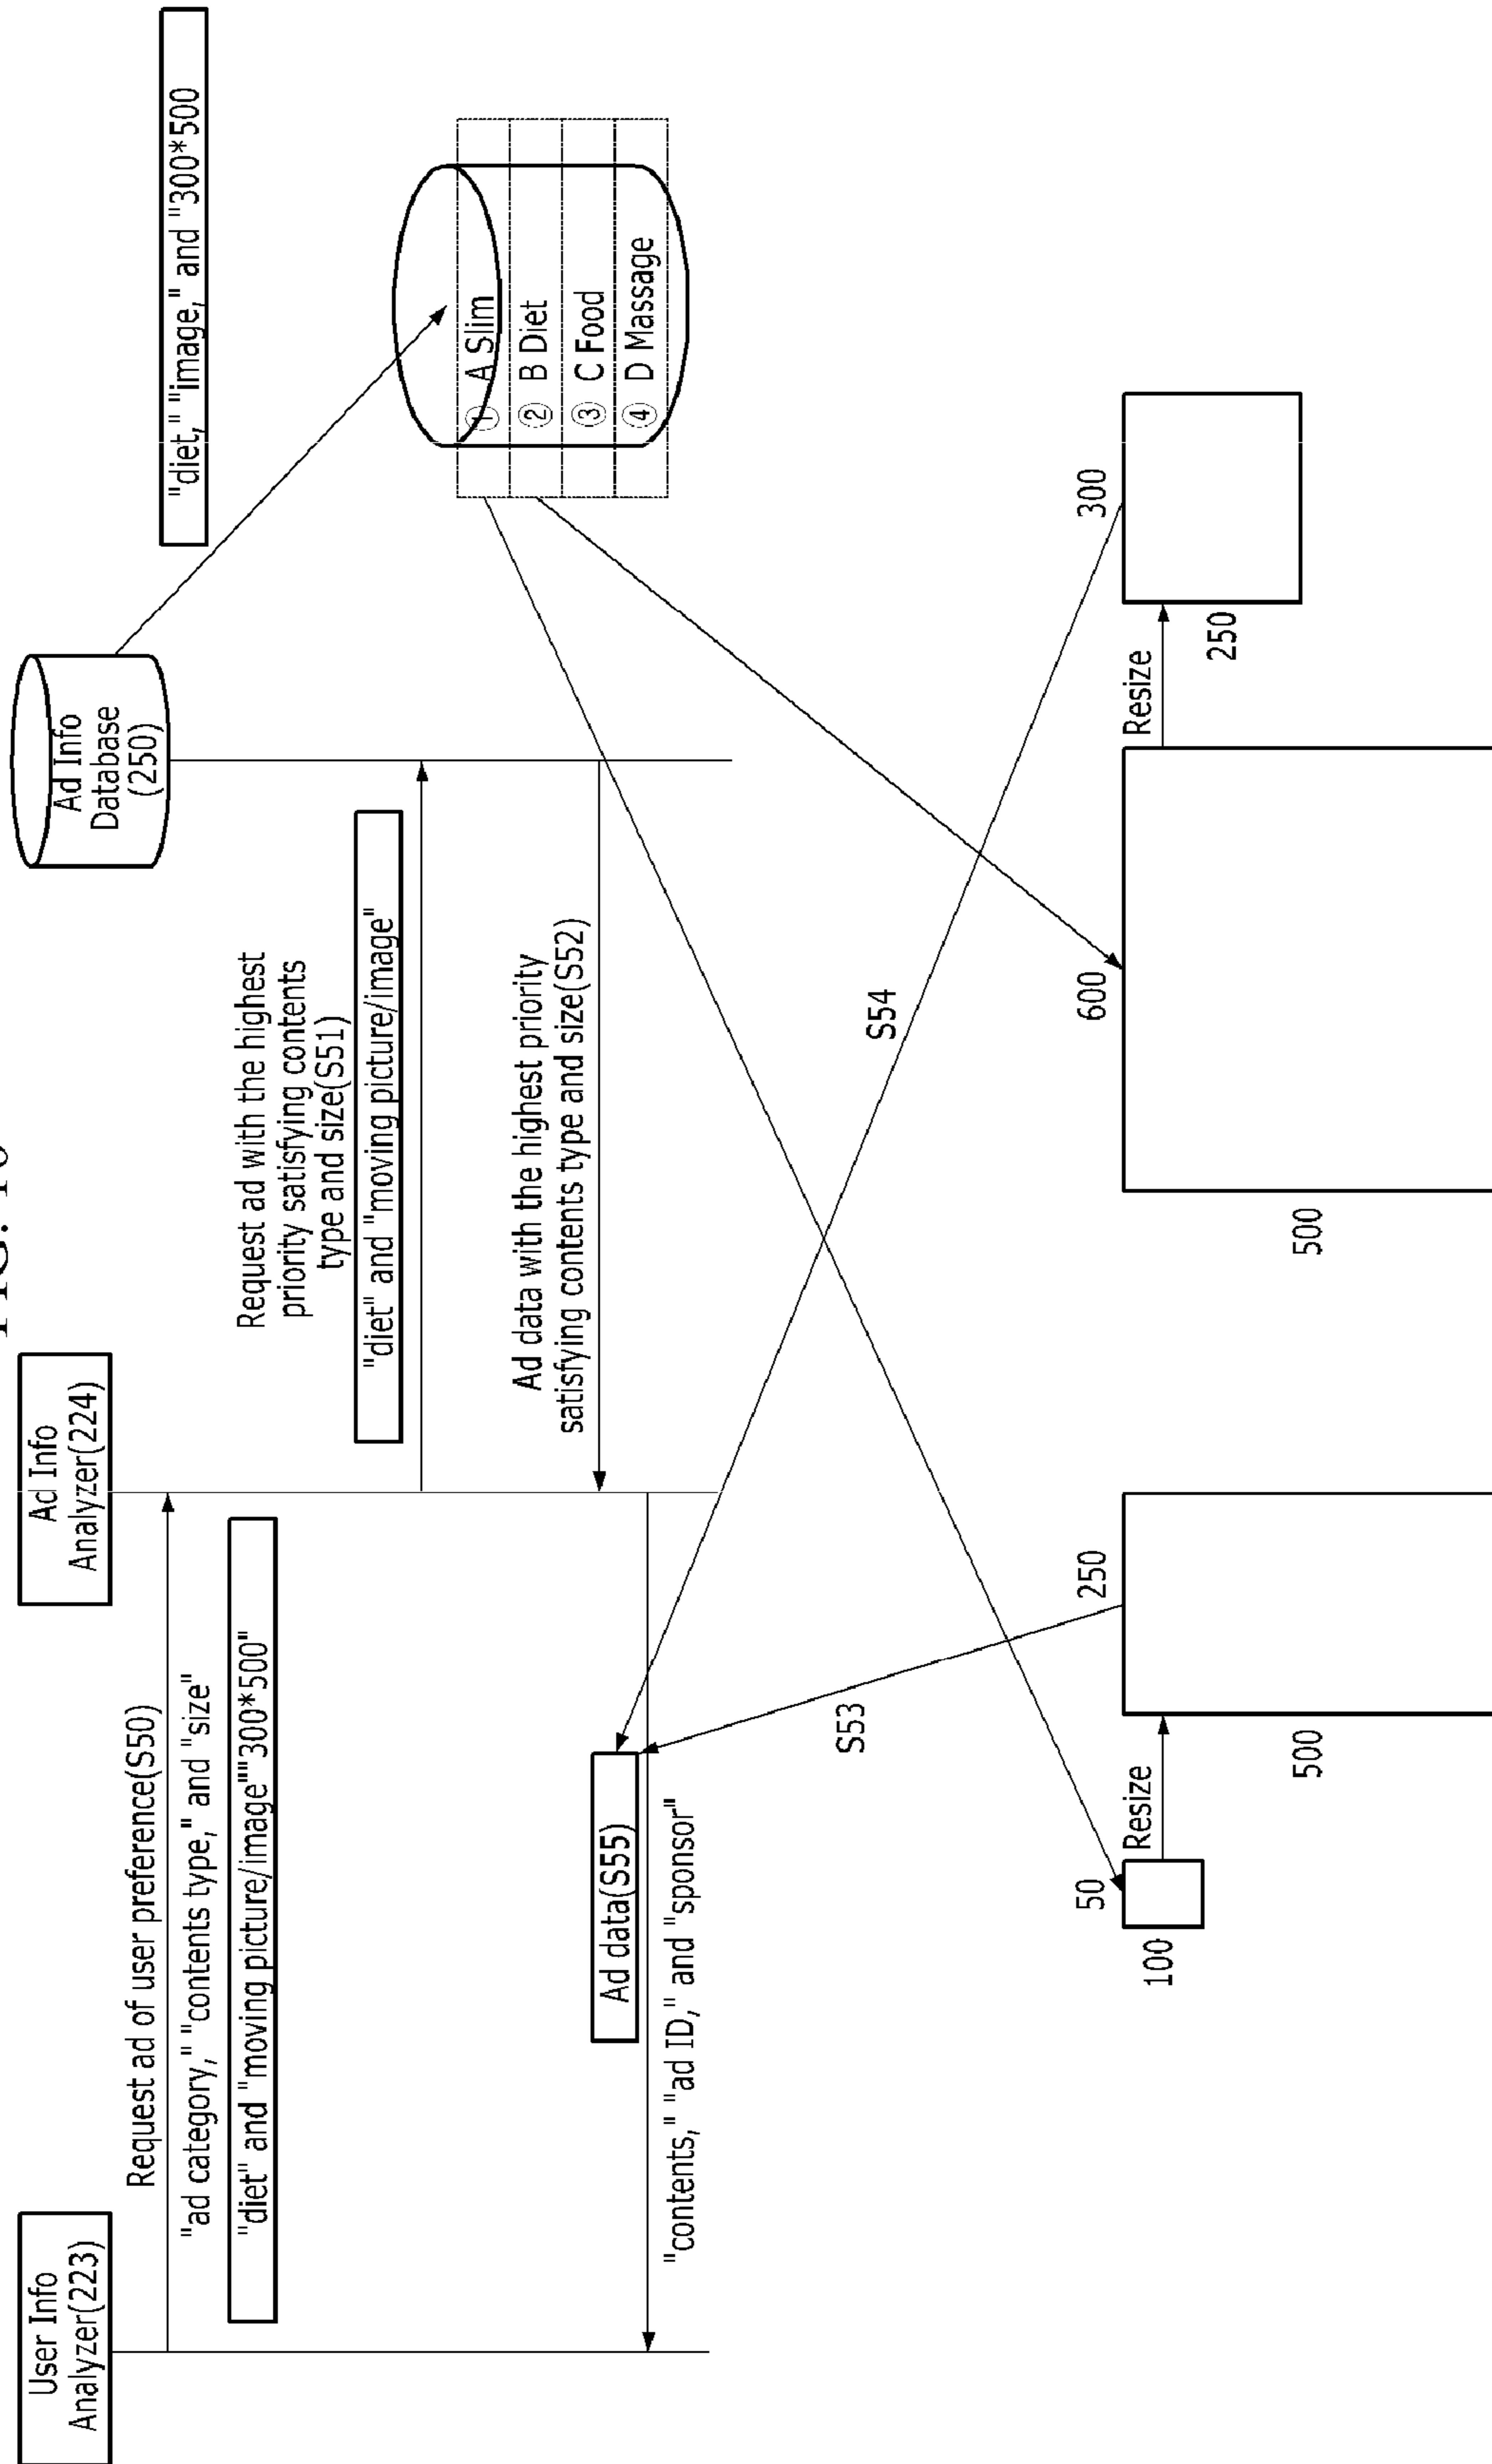 FIG. 10
User Info
Analyzer(223)
Ad Info
Analyzer(224)
Ad Info
Database
(250)
Request ad of user preference(S50)
"ad category," "contents type," and "size"
"diet" and "moving picture/image""300*500"
Request ad with the highest
priority satisfying contents
type and size(S51)
"diet" and "moving picture/image"
"diet," "image," and "300*500
Ad data with the highest priority
satisfying contents type and size(S52)
① A Slim
② B Diet
③ C Food
④ D Massage
Ad data(S55)
"contents," "ad ID," and "sponsor"
S53
S54
50
100
Resize
250
500
600
500
Resize
300
250